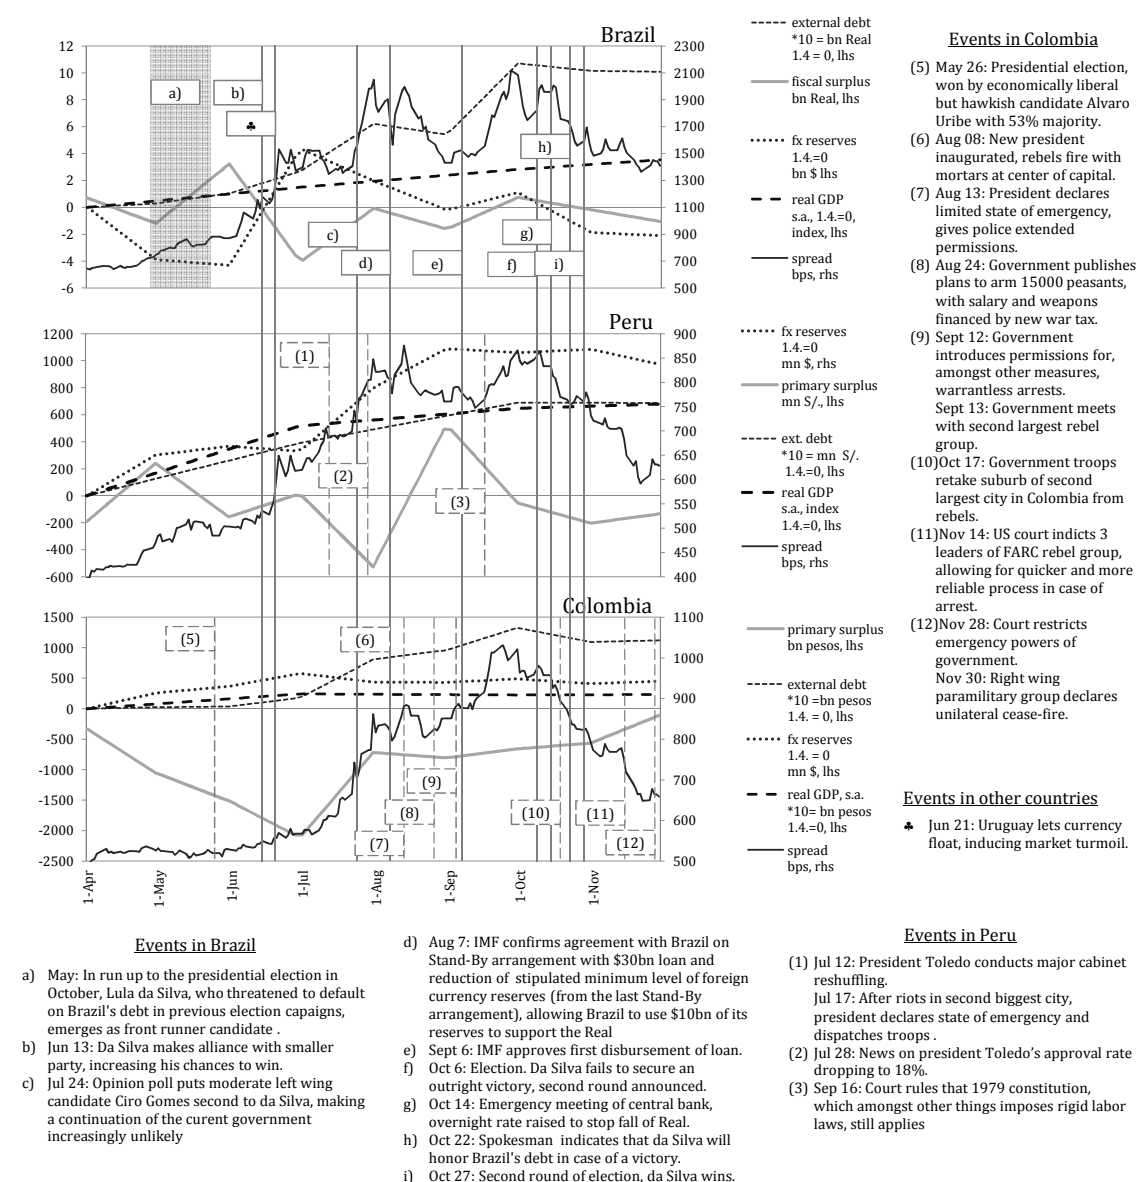 Brazil
12
10
8
6
4
2
0
-2
-4
-6
2300
2100
1900
1700
1500
1300
1100
900
700
500
a)
b)
♣
h)
c)
g)
d)
e)
f)
i)
external debt
*10 = bn Real
1.4 = 0, lhs
fiscal surplus
bn Real, lhs
fx reserves
1.4.=0
bn $ lhs
real GDP
s.a., 1.4.=0,
index, lhs
spread
bps, rhs
Peru
1200
1000
800
600
400
200
0
-200
-400
-600
900
850
800
750
700
650
600
550
500
450
400
(1)
(2)
(3)
fx reserves
1.4.=0
mn $, rhs
primary surplus
mn S/., lhs
ext. debt
*10 = mn S/.
1.4.=0, lhs
real GDP
s.a., index
1.4.=0, lhs
spread
bps, rhs
Colombia
1500
1000
500
0
-500
-1000
-1500
-2000
-2500
1100
1000
900
800
700
600
500
(5)
(6)
(9)
(8)
(10)
(11)
(7)
(12)
1-Apr
1-May
1-Jun
1-Jul
1-Aug
1-Sep
1-Oct
1-Nov
primary surplus
bn pesos, lhs
external debt
*10 =bn pesos
1.4. = 0, lhs
fx reserves
1.4. = 0
mn $, lhs
real GDP, s.a.
*10= bn pesos
1.4.=0, lhs
spread
bps, rhs
Events in Colombia
(5) May 26: Presidential election,
won by economically liberal
but hawkish candidate Alvaro
Uribe with 53% majority.
(6) Aug 08: New president
inaugurated, rebels fire with
mortars at center of capital.
(7) Aug 13: President declares
limited state of emergency,
gives police extended
permissions.
(8) Aug 24: Government publishes
plans to arm 15000 peasants,
with salary and weapons
financed by new war tax.
(9) Sept 12: Government
introduces permissions for,
amongst other measures,
warrantless arrests.
Sept 13: Government meets
with second largest rebel
group.
(10)Oct 17: Government troops
retake suburb of second
largest city in Colombia from
rebels.
(11)Nov 14: US court indicts 3
leaders of FARC rebel group,
allowing for quicker and more
reliable process in case of
arrest.
(12)Nov 28: Court restricts
emergency powers of
government.
Nov 30: Right wing
paramilitary group declares
unilateral cease-fire.
Events in other countries
♣ Jun 21: Uruguay lets currency
float, inducing market turmoil.
Events in Brazil
a) May: In run up to the presidential election in
October, Lula da Silva, who threatened to default
on Brazil's debt in previous election capaigns,
emerges as front runner candidate .
b) Jun 13: Da Silva makes alliance with smaller
party, increasing his chances to win.
c) Jul 24: Opinion poll puts moderate left wing
candidate Ciro Gomes second to da Silva, making
a continuation of the curent government
increasingly unlikely
d) Aug 7: IMF confirms agreement with Brazil on
Stand-By arrangement with $30bn loan and
reduction of stipulated minimum level of foreign
currency reserves (from the last Stand-By
arrangement), allowing Brazil to use $10bn of its
reserves to support the Real
e) Sept 6: IMF approves first disbursement of loan.
f) Oct 6: Election. Da Silva fails to secure an
outright victory, second round announced.
g) Oct 14: Emergency meeting of central bank,
overnight rate raised to stop fall of Real.
h) Oct 22: Spokesman indicates that da Silva will
honor Brazil's debt in case of a victory.
i) Oct 27: Second round of election, da Silva wins.
Events in Peru
(1) Jul 12: President Toledo conducts major cabinet
reshuffling.
Jul 17: After riots in second biggest city,
president declares state of emergency and
dispatches troops .
(2) Jul 28: News on president Toledo’s approval rate
dropping to 18%.
(3) Sep 16: Court rules that 1979 constitution,
which amongst other things imposes rigid labor
laws, still applies